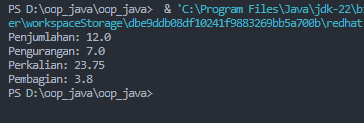 PS D:\oop_java\oop_java>  & 'C:\Program Files\Java\jdk-22\b
er\workspaceStorage\dbe9ddb08df10241f9883269bb5a700b\redhat
Penjumlahan: 12.0
Pengurangan: 7.0
Perkalian: 23.75
Pembagian: 3.8
PS D:\oop_java\oop_java>